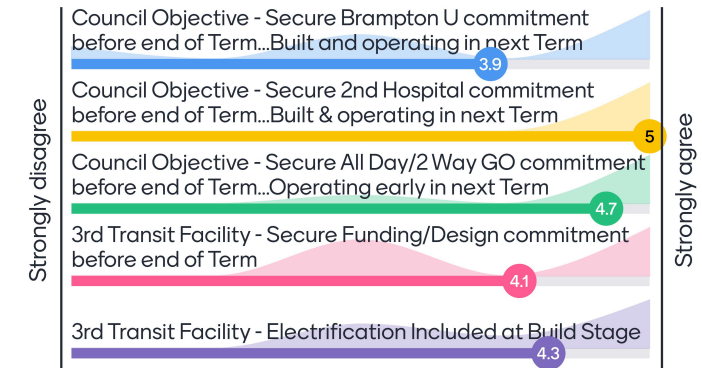 Strongly disagree
Council Objective - Secure Brampton U commitment
before end of Term...Built and operating in next Term
3.9
Council Objective - Secure 2nd Hospital commitment
before end of Term...Built & operating in next Term
5
Council Objective - Secure All Day/2 Way GO commitment
before end of Term...Operating early in next Term
4.7
3rd Transit Facility - Secure Funding/Design commitment
before end of Term
4.1
3rd Transit Facility - Electrification Included at Build Stage
4.3
Strongly agree